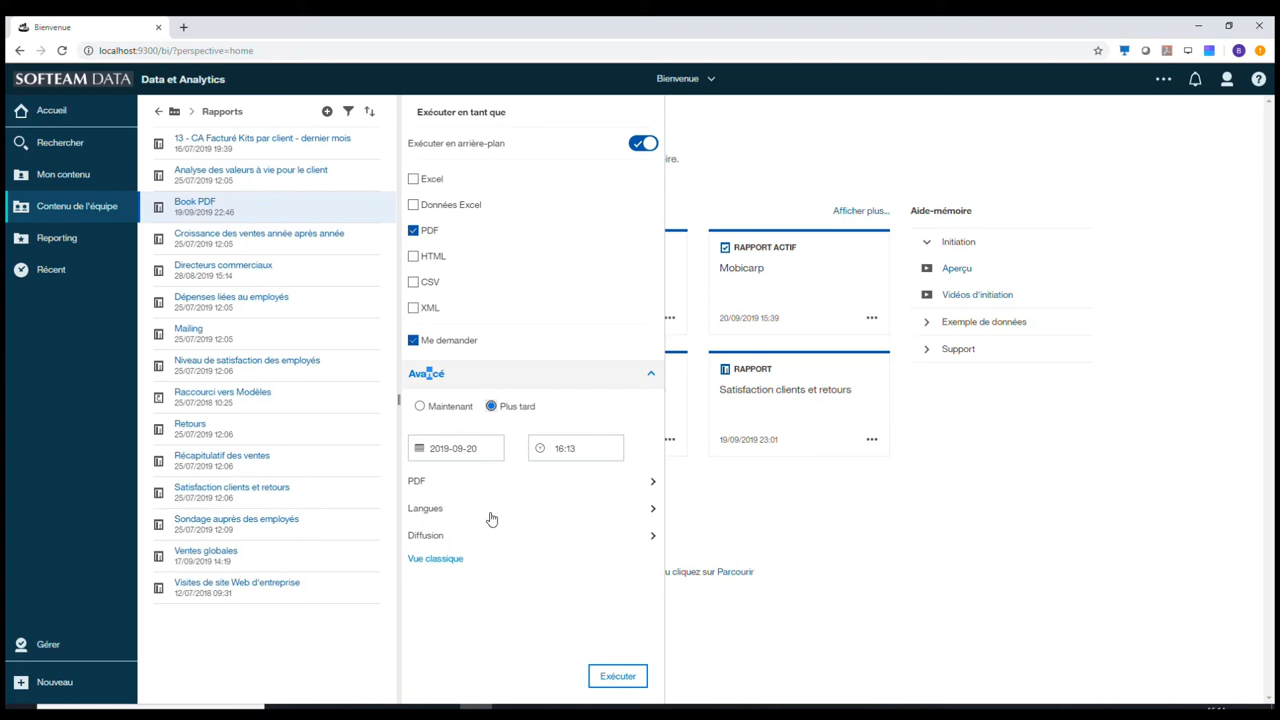 Bienvenue
localhost:9300/bi/?perspective=home
B
SOFTEAM DATA Data et Analytics
Bienvenue
Accueil
Rechercher
Mon contenu
Contenu de l'équipe
Reporting
Récent
Gérer
Nouveau
Rapports
13 - CA Facturé Kits par client - dernier mois
16/07/2019 19:39
Analyse des valeurs à vie pour le client
25/07/2019 12:05
Book PDF
19/09/2019 22:46
Croissance des ventes année après année
25/07/2019 12:05
Directeurs commerciaux
28/08/2019 15:14
Dépenses liées au employés
25/07/2019 12:05
Mailing
25/07/2019 12:05
Niveau de satisfaction des employés
25/07/2019 12:06
Raccourci vers Modèles
25/07/2018 10:25
Retours
25/07/2019 12:06
Récapitulatif des ventes
25/07/2019 12:06
Satisfaction clients et retours
25/07/2019 12:06
Sondage auprès des employés
25/07/2019 12:09
Ventes globales
17/09/2019 14:19
Visites de site Web d'entreprise
12/07/2018 09:31
Exécuter en tant que
Exécuter en arrière-plan
Excel
Données Excel
PDF
HTML
CSV
XML
Me demander
Avancé
Maintenant Plus tard
2019-09-20 16:13
PDF
Langues
Diffusion
Vue classique
Exécuter
ire.
Afficher plus...
RAPPORT ACTIF
Mobicarp
20/09/2019 15:39
RAPPORT
Satisfaction clients et retours
19/09/2019 23:01
u cliquez sur Parcourir
Aide-mémoire
Initiation
Aperçu
Vidéos d'initiation
Exemple de données
Support